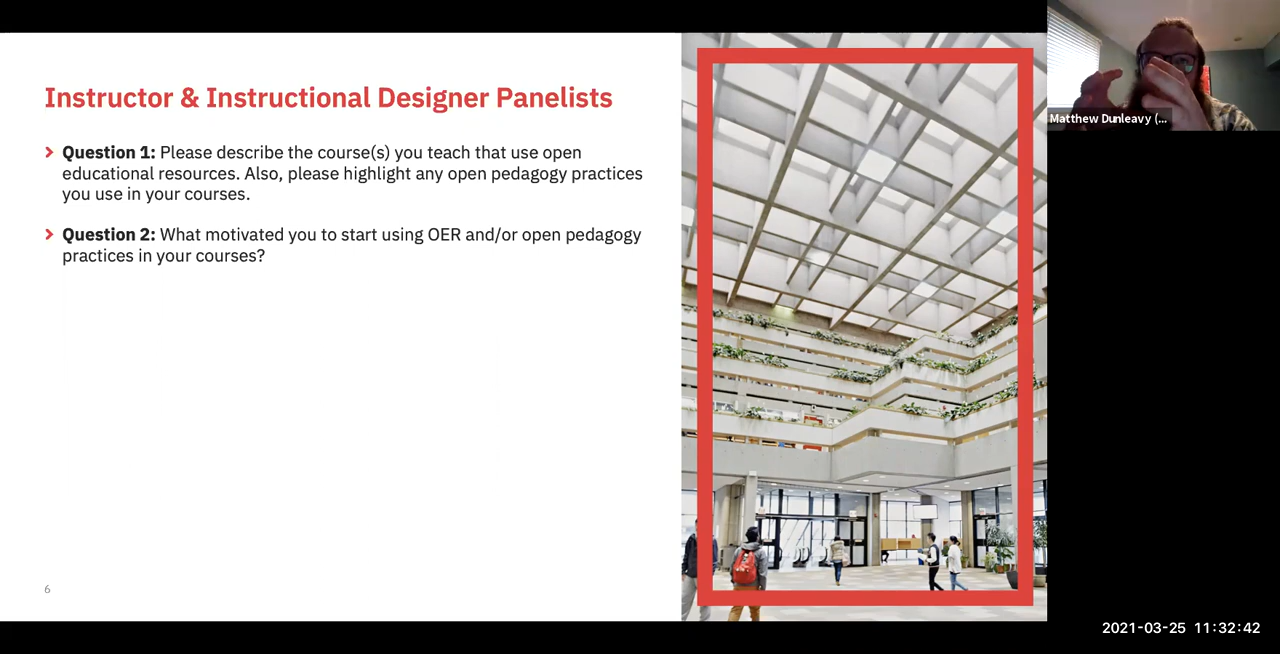 Instructor & Instructional Designer Panelists
Question 1: Please describe the course(s) you teach that use open
educational resources. Also, please highlight any open pedagogy practices
you use in your courses.
Question 2: What motivated you to start using OER and/or open pedagogy
practices in your courses?
6
Matthew Dunleavy (...
2021-03-25 11:32:42